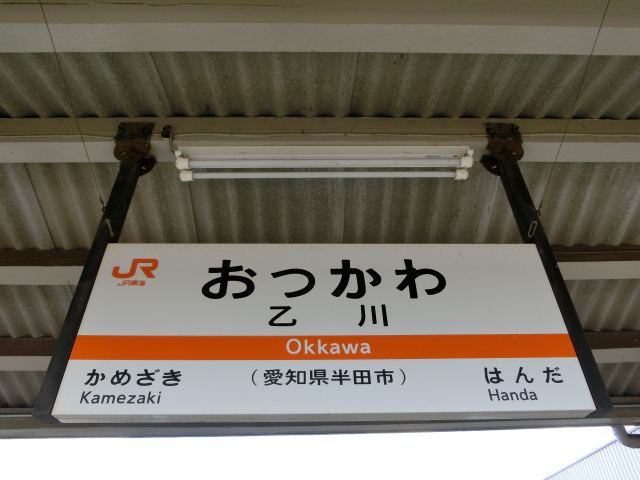 JR
JR東海
おっかわ
乙川
Okkawa
かめざき
Kamezaki
（愛知県半田市）
はんだ
Handa